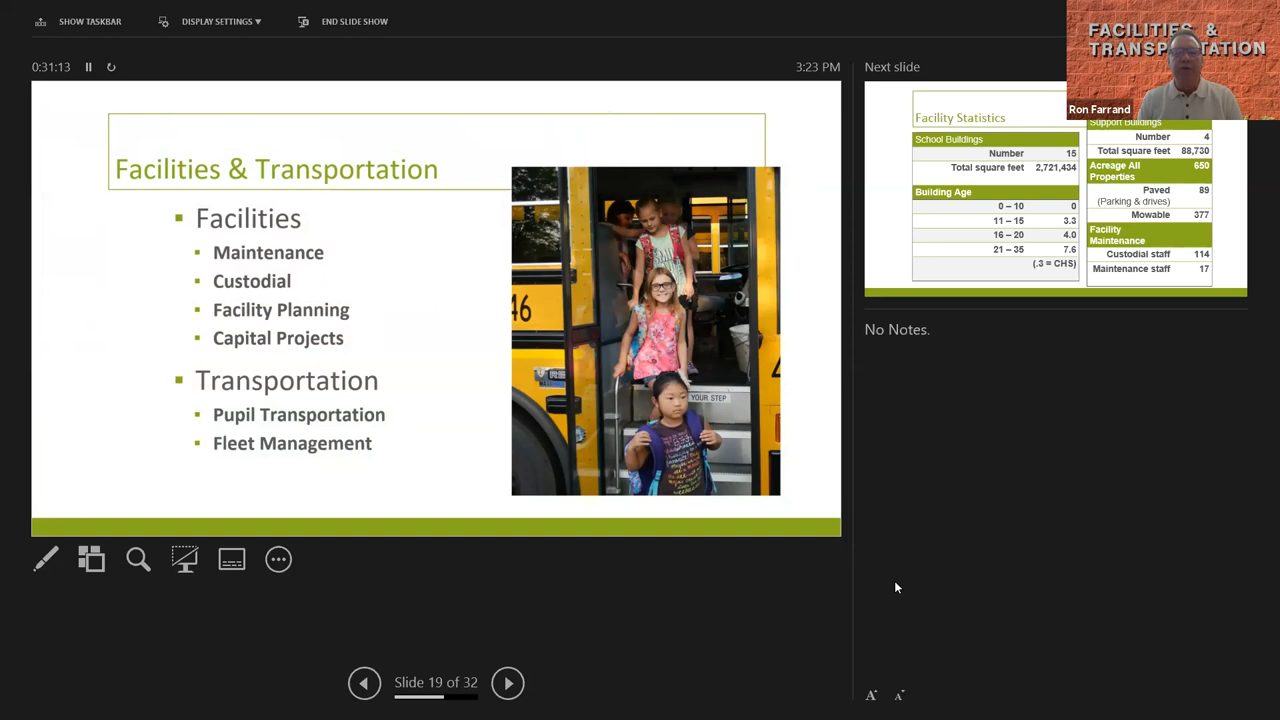 SHOW TASKBAR
DISPLAY SETTINGS
END SLIDE SHOW
0:31:13
3:23 PM
Next slide
FACILITIES &
TRANSPORTATION
Ron Farrand
Facilities & Transportation
Facilities
Maintenance
Custodial
Facility Planning
Capital Projects
Transportation
Pupil Transportation
Fleet Management
46
YOUR STEP
4
Facility Statistics
School Buildings
Number 15
Total square feet 2,721,434
Building Age
0 – 10 0
11 – 15 3.3
16 – 20 4.0
21 – 35 7.6
(.3 = CHS)
Support Buildings
Number 4
Total square feet 88,730
Acreage All 650
Properties
Paved 89
(Parking & drives)
Mowable 377
Facility
Maintenance
Custodial staff 114
Maintenance staff 17
No Notes.
Slide 19 of 32
A
A